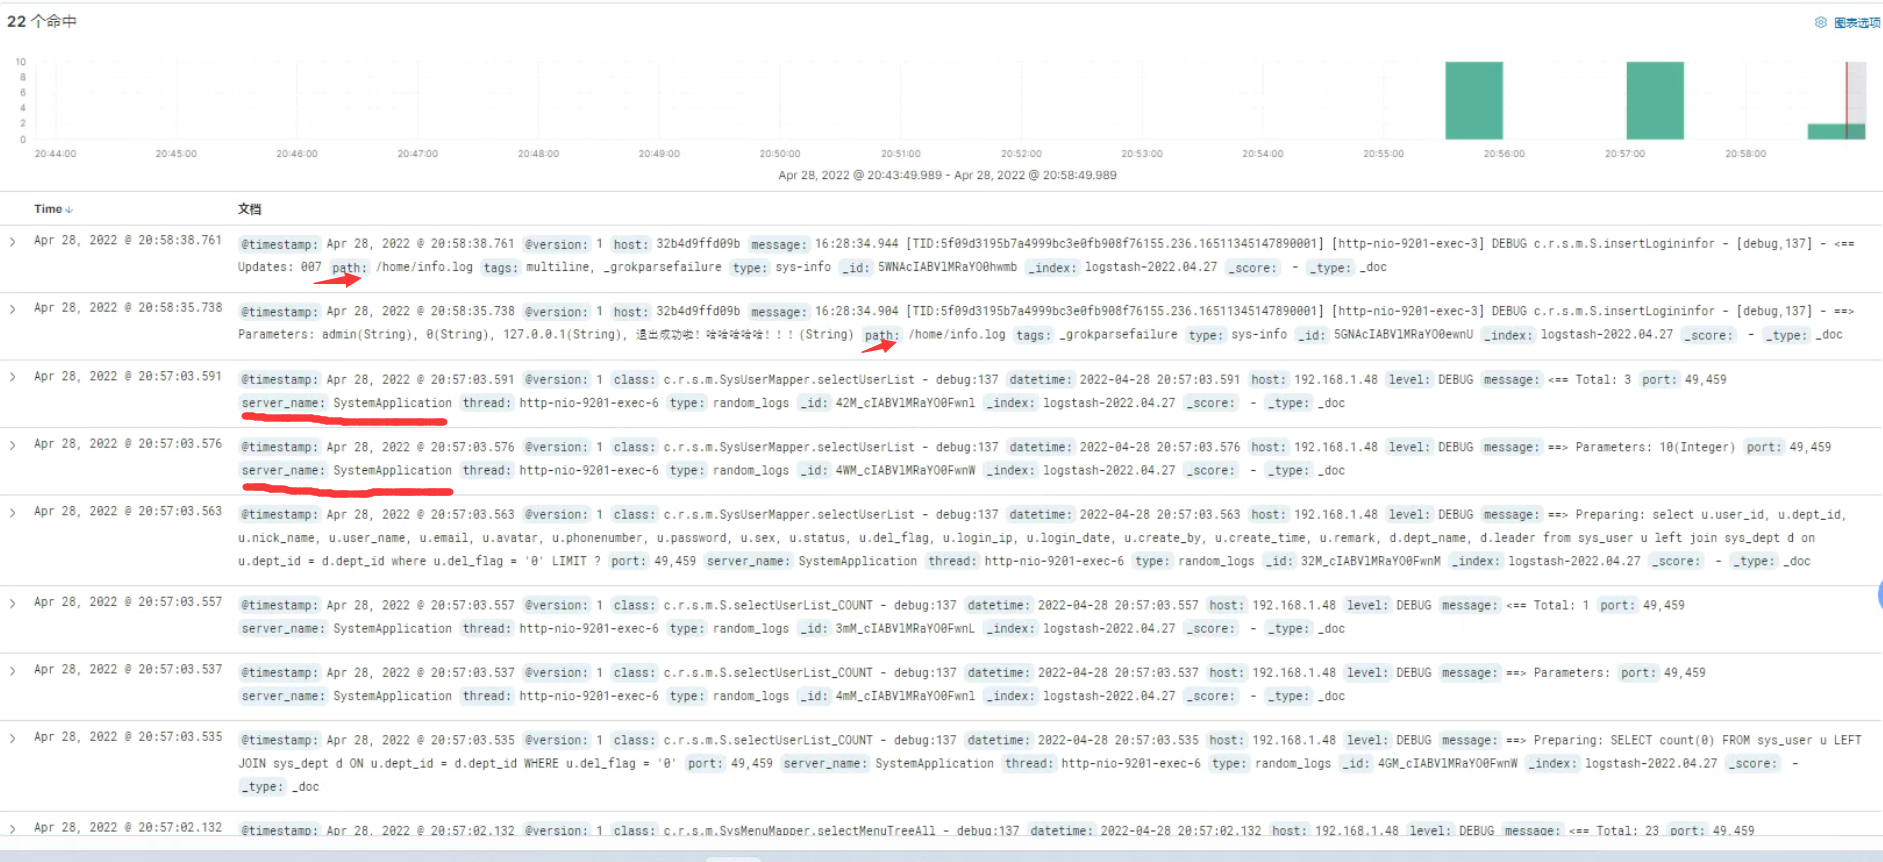 22 个命中
图表选项
10
8
6
4
2
0
20:44:00 20:45:00 20:46:00 20:47:00 20:48:00 20:49:00 20:50:00 20:51:00 20:52:00 20:53:00 20:54:00 20:55:00 20:56:00 20:57:00 20:58:00
Apr 28, 2022 @ 20:43:49.989 - Apr 28, 2022 @ 20:58:49.989
Time 文档
Apr 28, 2022 @ 20:58:38.761 @timestamp: Apr 28, 2022 @ 20:58:38.761 @version: 1 host: 32b4d9ffd09b message: 16:28:34.944 [TID:5f09d3195b7a4999bc3e0fb908f76155.236.16511345147890001] [http-nio-9201-exec-3] DEBUG c.r.s.m.S.insertLogininfor - [debug,137] - <==
Updates: 007 path: /home/info.log tags: multiline, _grokparsefailure type: sys-info _id: 5WNAcIABVlMRaYO0hwmb _index: logstash-2022.04.27 _score: - _type: _doc
Apr 28, 2022 @ 20:58:35.738 @timestamp: Apr 28, 2022 @ 20:58:35.738 @version: 1 host: 32b4d9ffd09b message: 16:28:34.904 [TID:5f09d3195b7a4999bc3e0fb908f76155.236.16511345147890001] [http-nio-9201-exec-3] DEBUG c.r.s.m.S.insertLogininfor - [debug,137] - ==>
Parameters: admin(String), 0(String), 127.0.0.1(String), 退出成功啦！哈哈哈哈哈！！！(String) path: /home/info.log tags: _grokparsefailure type: sys-info _id: 5GNAcIABVlMRaYO0ewnU _index: logstash-2022.04.27 _score: - _type: _doc
Apr 28, 2022 @ 20:57:03.591 @timestamp: Apr 28, 2022 @ 20:57:03.591 @version: 1 class: c.r.s.m.SysUserMapper.selectUserList - debug:137 datetime: 2022-04-28 20:57:03.591 host: 192.168.1.48 level: DEBUG message: <== Total: 3 port: 49,459
server_name: SystemApplication thread: http-nio-9201-exec-6 type: random_logs _id: 42M_cIABVlMRaYO0Fwnl _index: logstash-2022.04.27 _score: - _type: _doc
Apr 28, 2022 @ 20:57:03.576 @timestamp: Apr 28, 2022 @ 20:57:03.576 @version: 1 class: c.r.s.m.SysUserMapper.selectUserList - debug:137 datetime: 2022-04-28 20:57:03.576 host: 192.168.1.48 level: DEBUG message: ==> Parameters: 10(Integer) port: 49,459
server_name: SystemApplication thread: http-nio-9201-exec-6 type: random_logs _id: 4WM_cIABVlMRaYO0FwnW _index: logstash-2022.04.27 _score: - _type: _doc
Apr 28, 2022 @ 20:57:03.563 @timestamp: Apr 28, 2022 @ 20:57:03.563 @version: 1 class: c.r.s.m.SysUserMapper.selectUserList - debug:137 datetime: 2022-04-28 20:57:03.563 host: 192.168.1.48 level: DEBUG message: ==> Preparing: select u.user_id, u.dept_id,
u.nick_name, u.user_name, u.email, u.avatar, u.phonenumber, u.password, u.sex, u.status, u.del_flag, u.login_ip, u.login_date, u.create_by, u.create_time, u.remark, d.dept_name, d.leader from sys_user u left join sys_dept d on
u.dept_id = d.dept_id where u.del_flag = '0' LIMIT ? port: 49,459 server_name: SystemApplication thread: http-nio-9201-exec-6 type: random_logs _id: 32M_cIABVlMRaYO0FwnM _index: logstash-2022.04.27 _score: - _type: _doc
Apr 28, 2022 @ 20:57:03.557 @timestamp: Apr 28, 2022 @ 20:57:03.557 @version: 1 class: c.r.s.m.S.selectUserList_COUNT - debug:137 datetime: 2022-04-28 20:57:03.557 host: 192.168.1.48 level: DEBUG message: <== Total: 1 port: 49,459
server_name: SystemApplication thread: http-nio-9201-exec-6 type: random_logs _id: 3mM_cIABVlMRaYO0FwnL _index: logstash-2022.04.27 _score: - _type: _doc
Apr 28, 2022 @ 20:57:03.537 @timestamp: Apr 28, 2022 @ 20:57:03.537 @version: 1 class: c.r.s.m.S.selectUserList_COUNT - debug:137 datetime: 2022-04-28 20:57:03.537 host: 192.168.1.48 level: DEBUG message: ==> Parameters: port: 49,459
server_name: SystemApplication thread: http-nio-9201-exec-6 type: random_logs _id: 4mM_cIABVlMRaYO0Fwnl _index: logstash-2022.04.27 _score: - _type: _doc
Apr 28, 2022 @ 20:57:03.535 @timestamp: Apr 28, 2022 @ 20:57:03.535 @version: 1 class: c.r.s.m.S.selectUserList_COUNT - debug:137 datetime: 2022-04-28 20:57:03.535 host: 192.168.1.48 level: DEBUG message: ==> Preparing: SELECT count(0) FROM sys_user u LEFT
JOIN sys_dept d ON u.dept_id = d.dept_id WHERE u.del_flag = '0' port: 49,459 server_name: SystemApplication thread: http-nio-9201-exec-6 type: random_logs _id: 4GM_cIABVlMRaYO0FwnW _index: logstash-2022.04.27 _score: -
_type: _doc
Apr 28, 2022 @ 20:57:02.132 @timestamp: Apr 28, 2022 @ 20:57:02.132 @version: 1 class: c.r.s.m.SysMenuMapper.selectMenuTreeAll - debug:137 datetime: 2022-04-28 20:57:02.132 host: 192.168.1.48 level: DEBUG message: <== Total: 23 port: 49,459